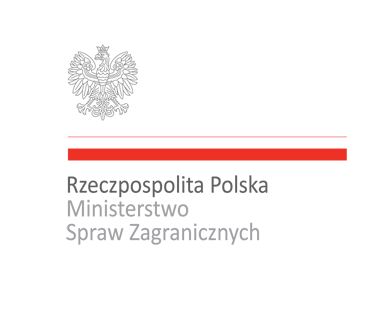 Rzeczpospolita Polska
Ministerstwo
Spraw Zagranicznych